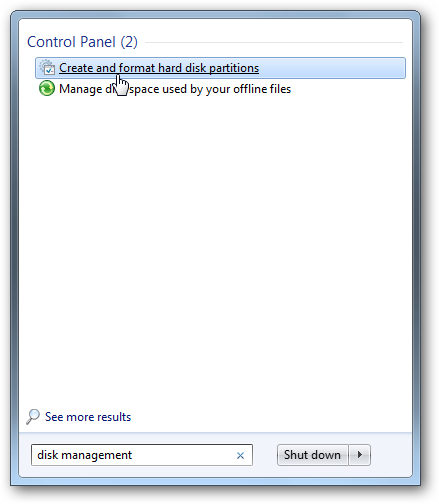 Control Panel (2)
Create and format hard disk partitions
Manage disk space used by your offline files
See more results
disk management
Shut down